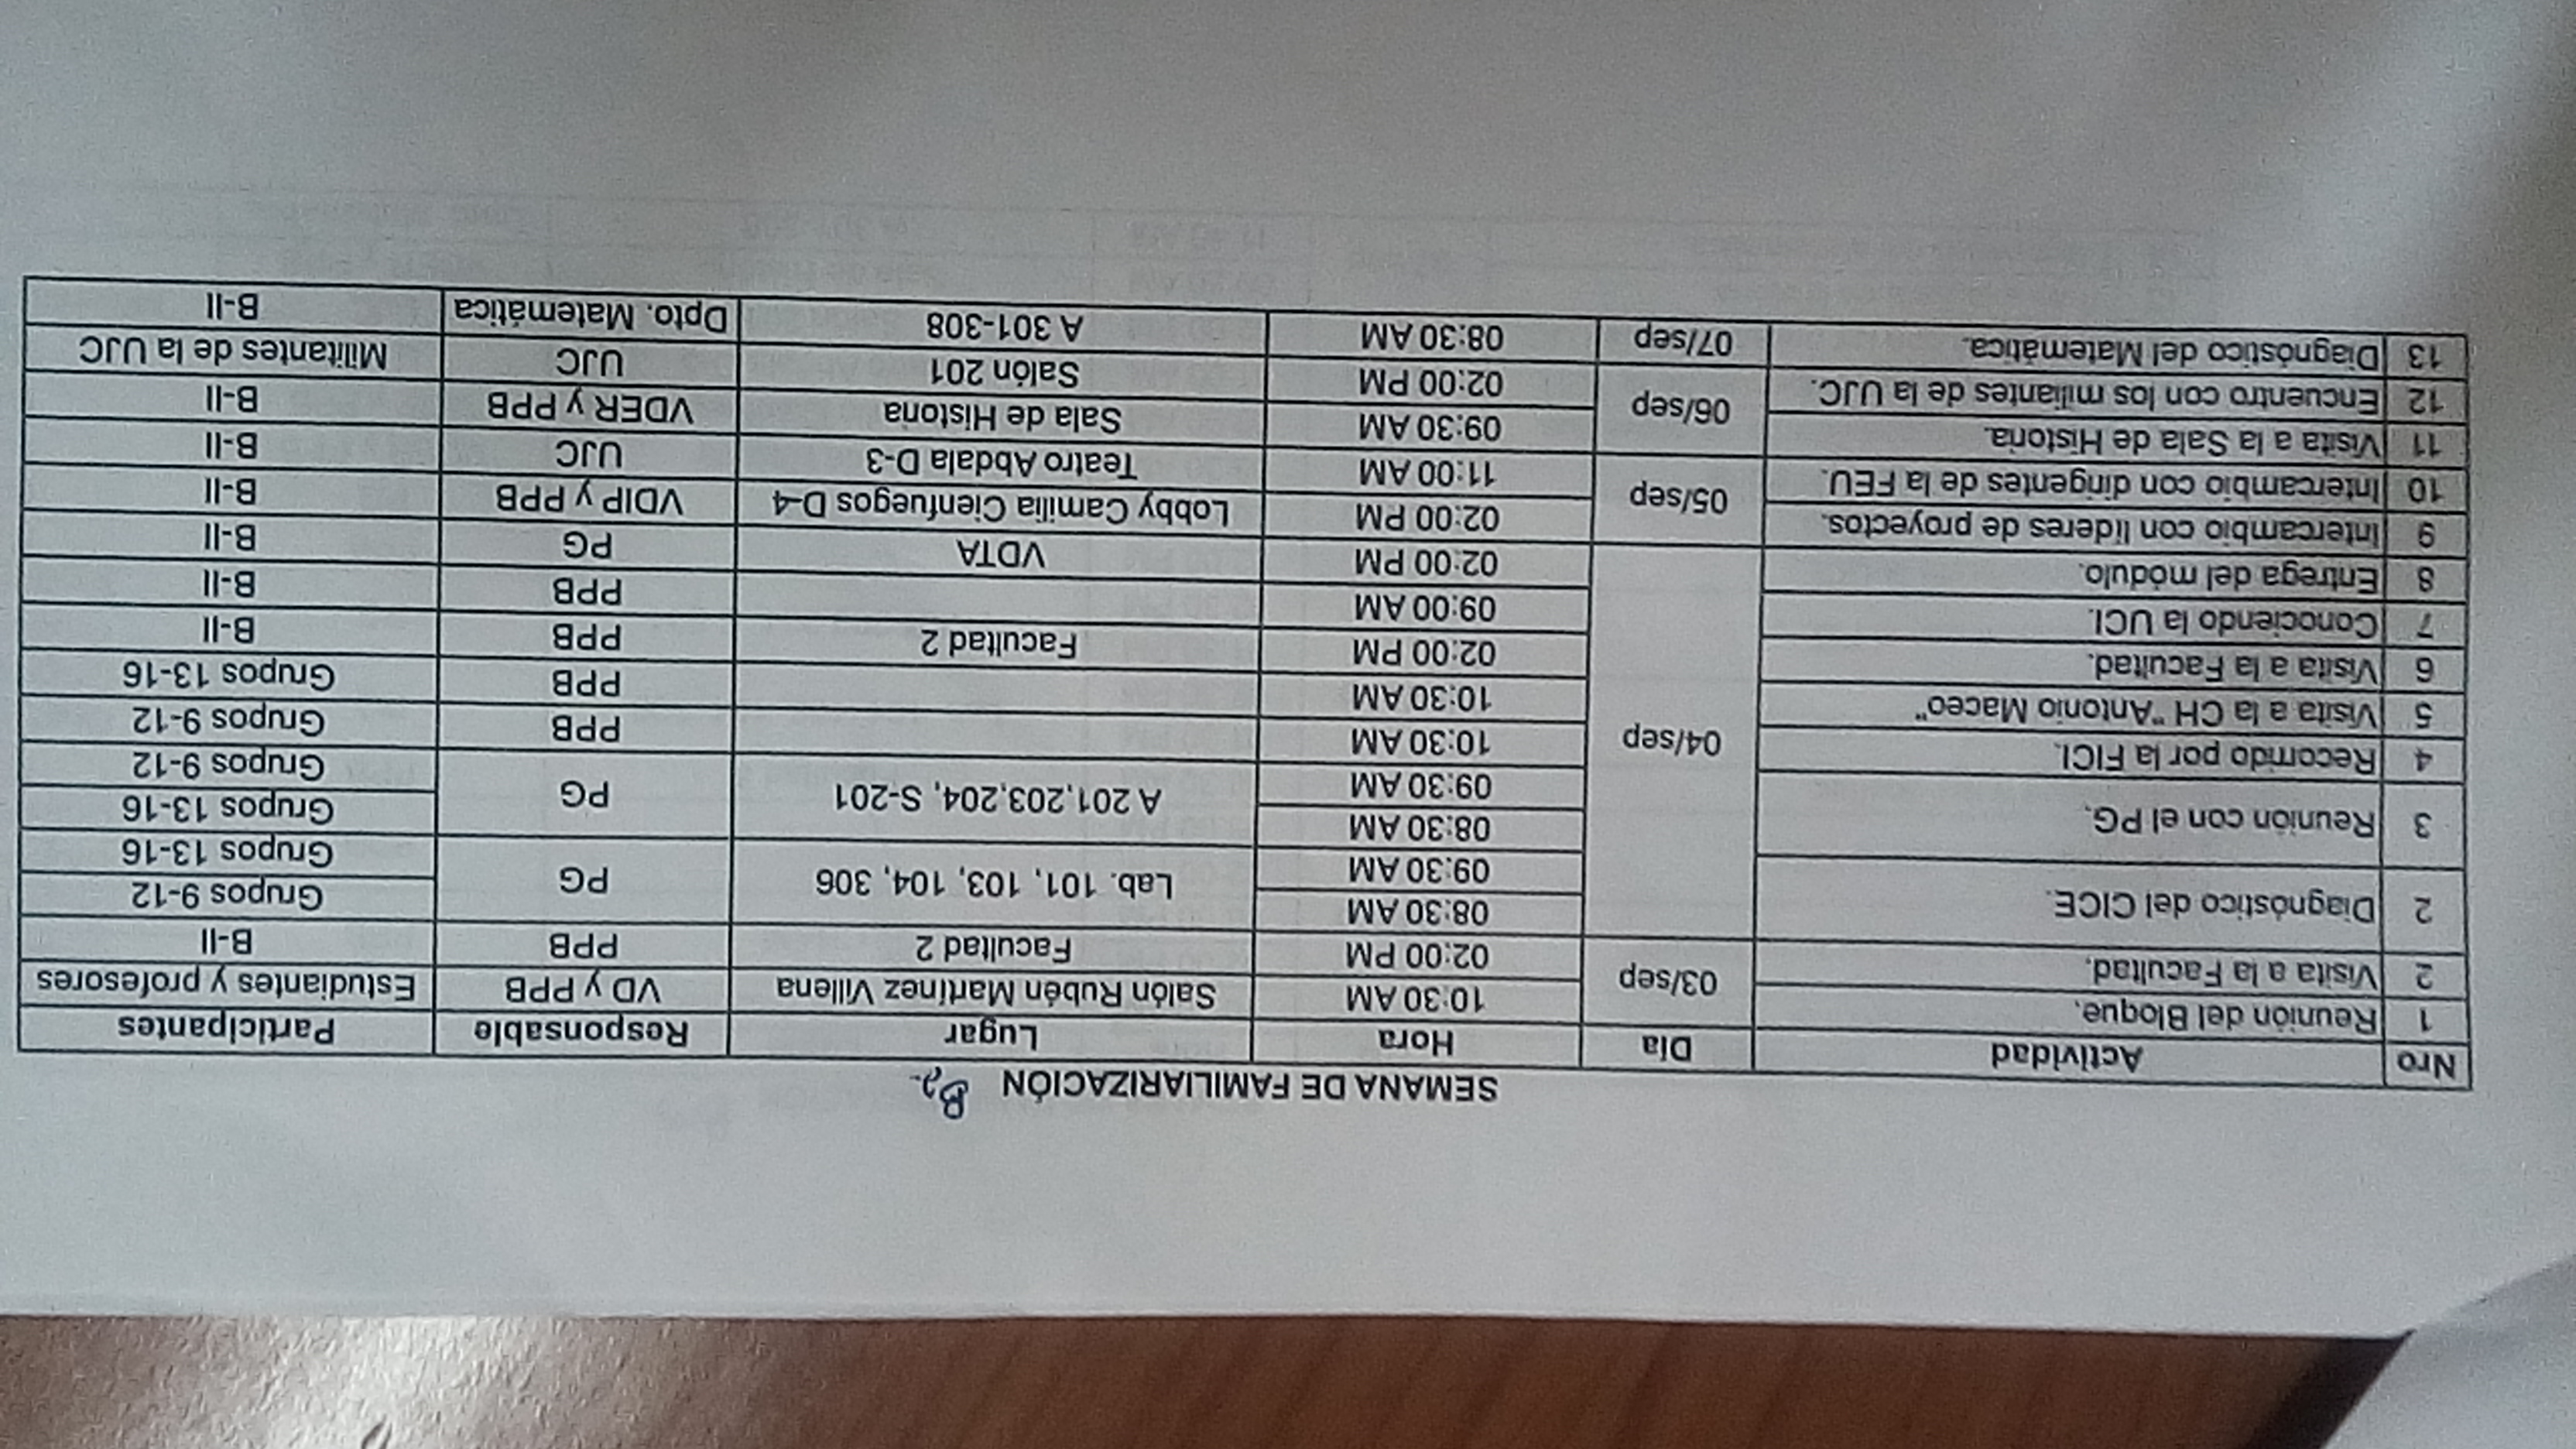 SEMANA DE FAMILIARIZACIÓN B2.
Nro Actividad Día Hora Lugar Responsable Participantes
1 Reunión del Bloque. 03/sep 10:30 AM Salón Rubén Martínez Villena VD y PPB Estudiantes y profesores
2 Visita a la Facultad. 02:00 PM Facultad 2 PPB B-II
2 Diagnóstico del CICE. 04/sep 08:30 AM Lab. 101, 103, 104, 306 PG Grupos 9-12
09:30 AM Grupos 13-16
3 Reunión con el PG. 08:30 AM A 201,203,204, S-201 PG Grupos 13-16
09:30 AM Grupos 9-12
4 Recorrido por la FICI. 10:30 AM PPB Grupos 9-12
5 Visita a la CH "Antonio Maceo" 10:30 AM PPB Grupos 13-16
6 Visita a la Facultad. 02:00 PM Facultad 2 PPB B-II
7 Conociendo la UCI. 09:00 AM PPB B-II
8 Entrega del módulo. 02:00 PM VDTA PG B-II
9 Intercambio con líderes de proyectos. 05/sep 02:00 PM Lobby Camilia Cienfuegos D-4 VDIP y PPB B-II
10 Intercambio con dirigentes de la FEU. 11:00 AM Teatro Abdala D-3 UJC B-II
11 Visita a la Sala de Historia. 06/sep 09:30 AM Sala de Historia VDER y PPB B-II
12 Encuentro con los miliantes de la UJC. 02:00 PM Salón 201 UJC Militantes de la UJC
13 Diagnóstico del Matemática. 07/sep 08:30 AM A 301-308 Dpto. Matemática B-II